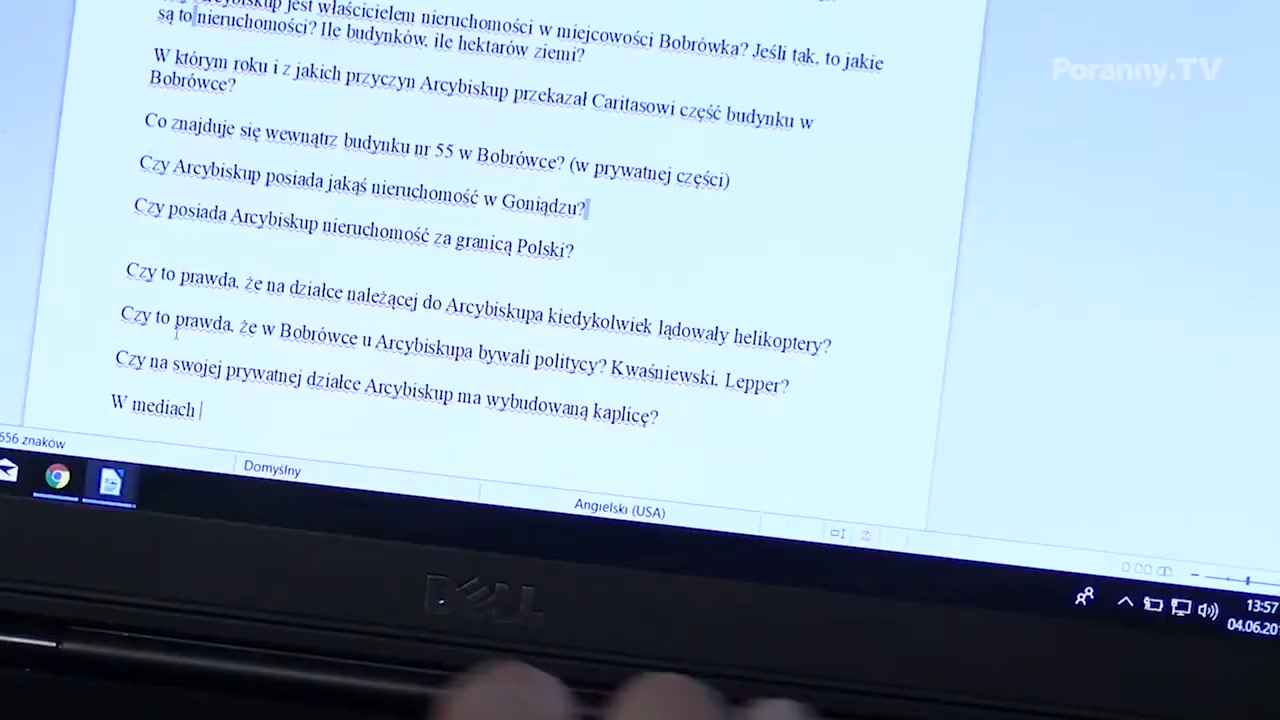 jest właścicielem nieruchomości w miejcowości Bobrówka? Jeśli tak, to jakie
są to nieruchomości? Ile budynków, ile hektarów ziemi?
W którym roku i z jakich przyczyn Arcybiskup przekazał Caritasowi część budynku w
Bobrówce?
Co znajduje się wewnątrz budynku nr 55 w Bobrówce? (w prywatnej części)
Czy Arcybiskup posiada jakąś nieruchomość w Goniądzu?
Czy posiada Arcybiskup nieruchomość za granicą Polski?
Czy to prawda, że na działce należącej do Arcybiskupa kiedykolwiek lądowały helikoptery?
Czy to prawda, że w Bobrówce u Arcybiskupa bywali politycy? Kwaśniewski, Lepper?
Czy na swojej prywatnej działce Arcybiskup ma wybudowaną kaplicę?
W mediach
656 znaków
Domyślny
Angielski (USA)
13:57
04.06.20
DELL
Poranny.TV